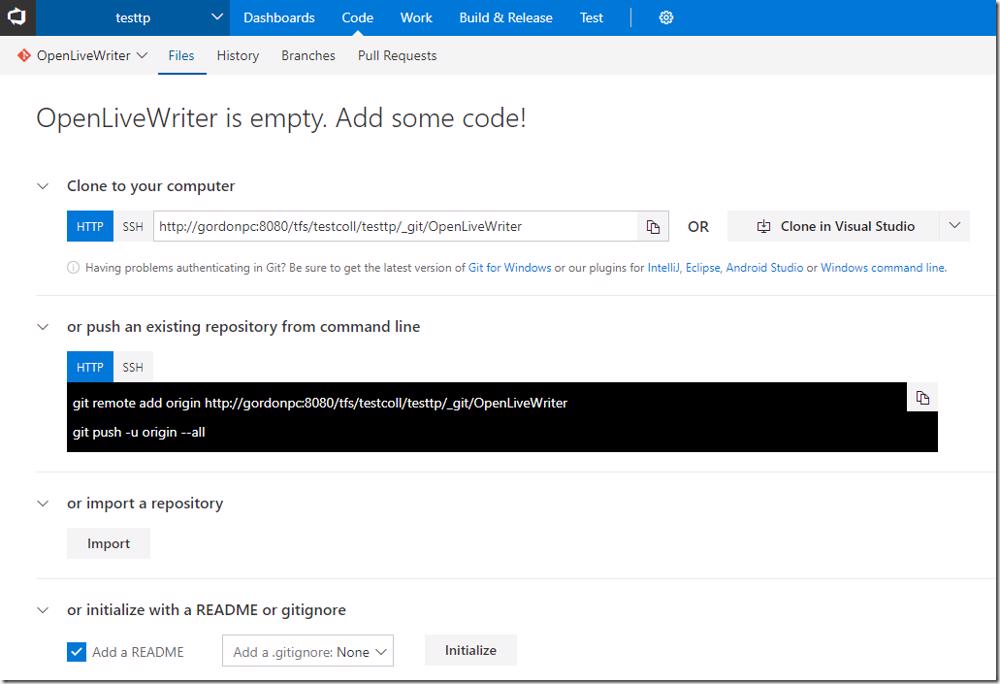 testtp Dashboards Code Work Build & Release Test
OpenLiveWriter Files History Branches Pull Requests
OpenLiveWriter is empty. Add some code!
Clone to your computer
HTTP SSH http://gordonpc:8080/tfs/testcoll/testtp/_git/OpenLiveWriter OR Clone in Visual Studio
Having problems authenticating in Git? Be sure to get the latest version of Git for Windows or our plugins for IntelliJ, Eclipse, Android Studio or Windows command line.
or push an existing repository from command line
HTTP SSH
git remote add origin http://gordonpc:8080/tfs/testcoll/testtp/_git/OpenLiveWriter
git push -u origin --all
or import a repository
Import
or initialize with a README or gitignore
Add a README Add a .gitignore: None Initialize